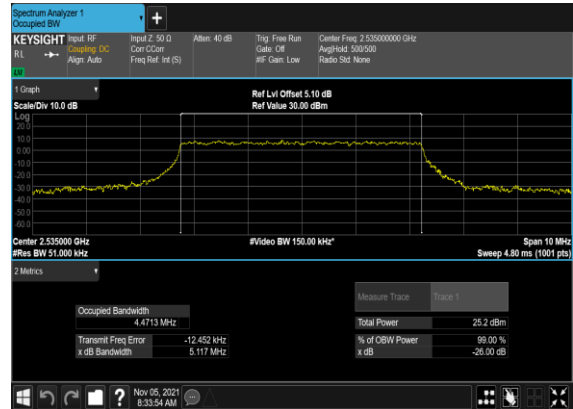 Spectrum Analyzer 1
Occupied BW
KEYSIGHT
RL
Input: RF
Coupling: DC
Align: Auto
Input Z: 50 Ω
Corr CCorr
Freq Ref: Int (S)
Atten: 40 dB
Trig: Free Run
Gate: Off
#IF Gain: Low
Center Freq: 2.535000000 GHz
Avg|Hold: 500/500
Radio Std: None
LW
1 Graph
Scale/Div 10.0 dB
Ref Lvl Offset 5.10 dB
Ref Value 30.00 dBm
Log
20.0
10.0
0.00
-10.0
-20.0
-30.0
-40.0
-50.0
-60.0
Center 2.535000 GHz
#Res BW 51.000 kHz
#Video BW 150.00 kHz*
Span 10 MHz
Sweep 4.80 ms (1001 pts)
2 Metrics
Measure Trace
Trace 1
Occupied Bandwidth
4.4713 MHz
Total Power
25.2 dBm
Transmit Freq Error
-12.452 kHz
% of OBW Power
99.00 %
x dB Bandwidth
5.117 MHz
x dB
-26.00 dB
?
Nov 05, 2021
8:33:54 AM